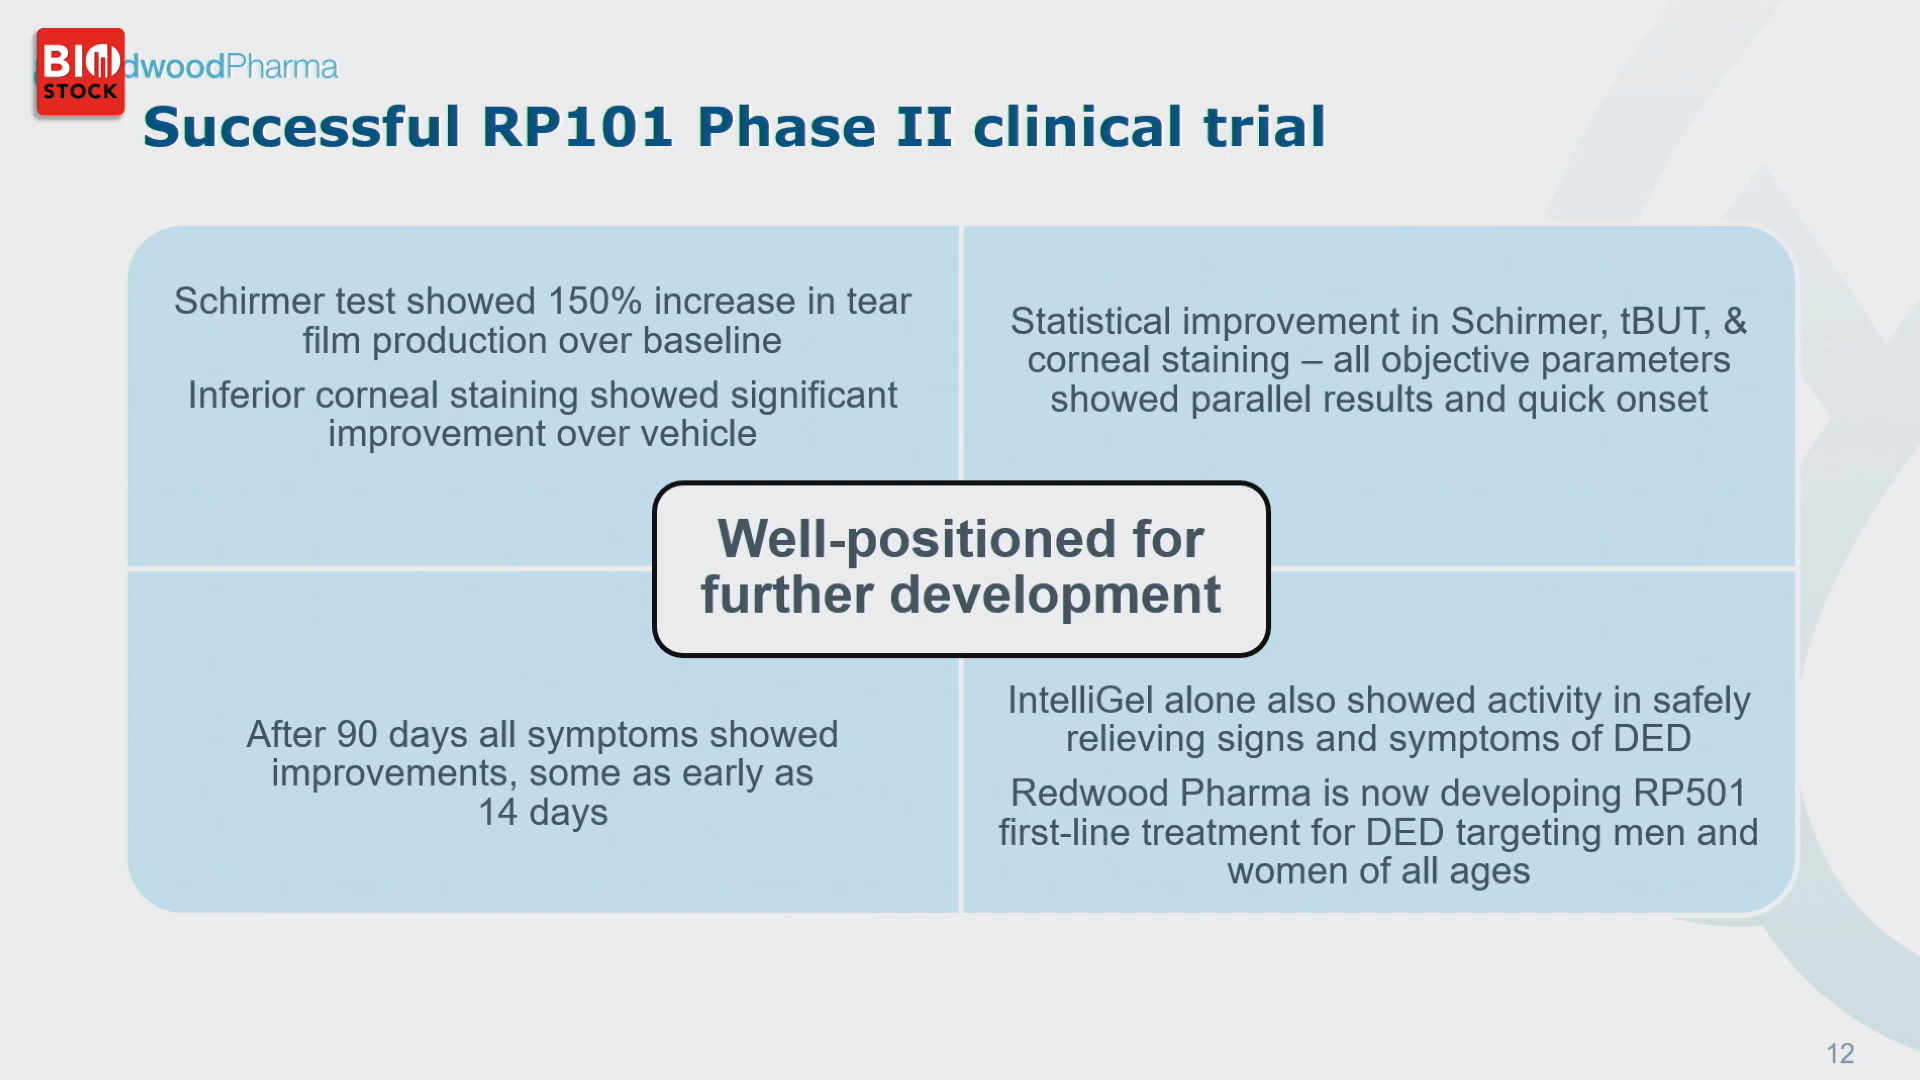 BIO
STOCK
dwoodPharma
Successful RP101 Phase II clinical trial
Schirmer test showed 150% increase in tear
film production over baseline
Inferior corneal staining showed significant
improvement over vehicle
Statistical improvement in Schirmer, tBUT, &
corneal staining – all objective parameters
showed parallel results and quick onset
Well-positioned for
further development
After 90 days all symptoms showed
improvements, some as early as
14 days
IntelliGel alone also showed activity in safely
relieving signs and symptoms of DED
Redwood Pharma is now developing RP501
first-line treatment for DED targeting men and
women of all ages
12